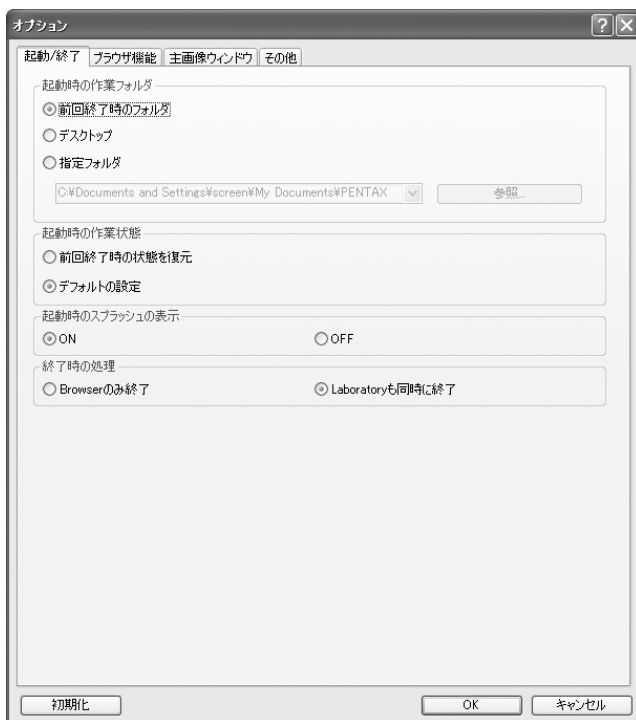 オプション
起動/終了 ブラウザ機能 主画像ウィンドウ その他
起動時の作業フォルダ
前回終了時のフォルダ
デスクトップ
指定フォルダ
C:¥Documents and Settings¥screen¥My Documents¥PENTAX 参照...
起動時の作業状態
前回終了時の状態を復元
デフォルトの設定
起動時のスプラッシュの表示
ON OFF
終了時の処理
Browserのみ終了 Laboratoryも同時に終了
初期化 OK キャンセル